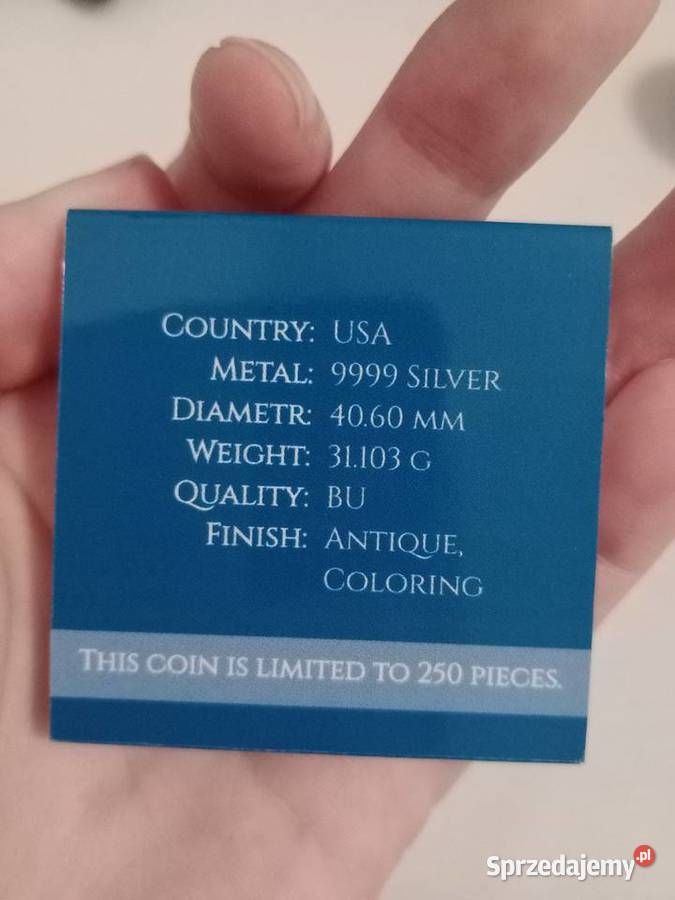 COUNTRY: USA
METAL: 9999 SILVER
DIAMETR: 40.60 MM
WEIGHT: 31.103 G
QUALITY: BU
FINISH: ANTIQUE,
COLORING
THIS COIN IS LIMITED TO 250 PIECES.
Sprzedajemy.pl